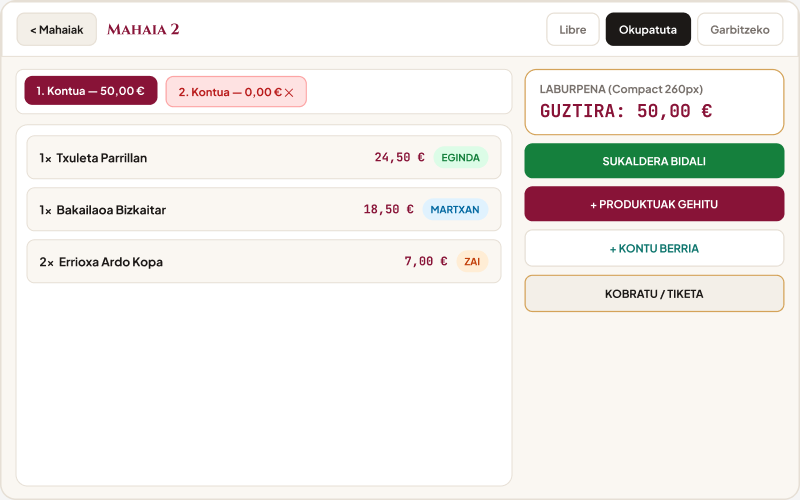 < Mahaiak
Mahaia 2
Libre
Okupatuta
Garbitzeko
1. Kontua — 50,00 €
2. Kontua — 0,00 € ×
1× Txuleta Parrillan 24,50 € EGINDA
1× Bakailaoa Bizkaitar 18,50 € MARTXAN
2× Errioxa Ardo Kopa 7,00 € ZAI
LABURPENA (Compact 260px)
GUZTIRA: 50,00 €
SUKALDERA BIDALI
+ PRODUKTUAK GEHITU
+ KONTU BERRIA
KOBRATU / TIKETA